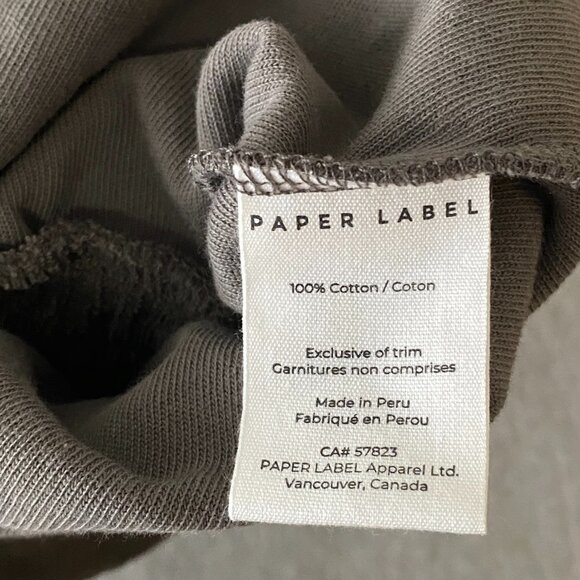 PAPER LABEL
100% Cotton / Coton
Exclusive of trim
Garnitures non comprises
Made in Peru
Fabriqué en Perou
CA# 57823
PAPER LABEL Apparel Ltd.
Vancouver, Canada